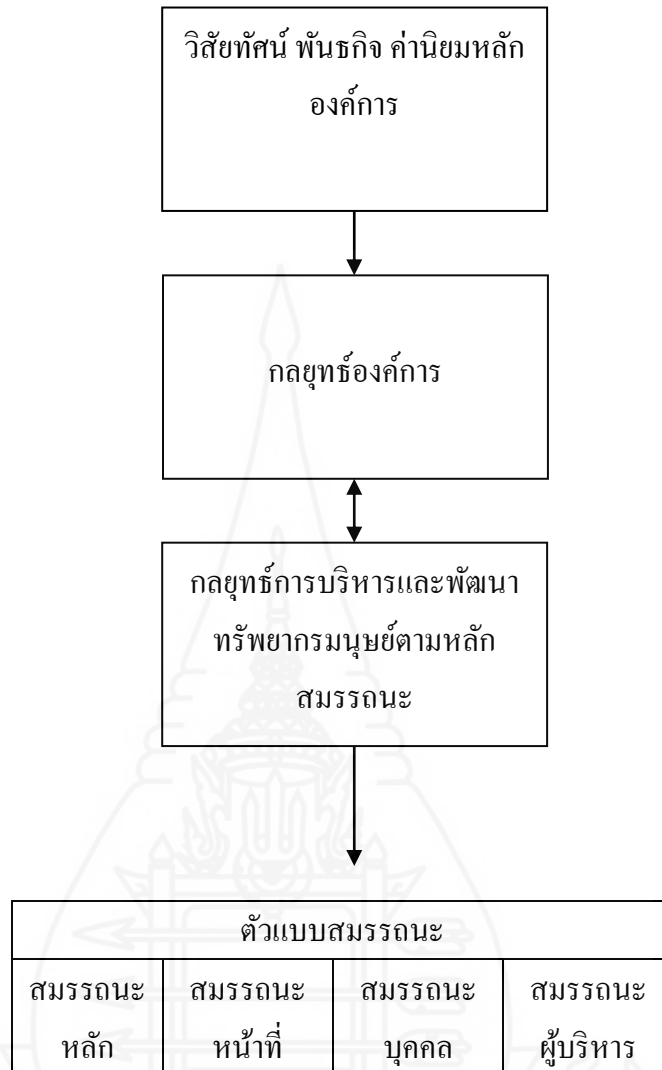 วิสัยทัศน์ พันธกิจ ค่านิยมหลัก
องค์การ
กลยุทธ์องค์การ
กลยุทธ์การบริหารและพัฒนา
ทรัพยากรมนุษย์ตามหลัก
สมรรถนะ
ตัวแบบสมรรถนะ
สมรรถนะ สมรรถนะ สมรรถนะ สมรรถนะ
หลัก หน้าที่ บุคคล ผู้บริหาร